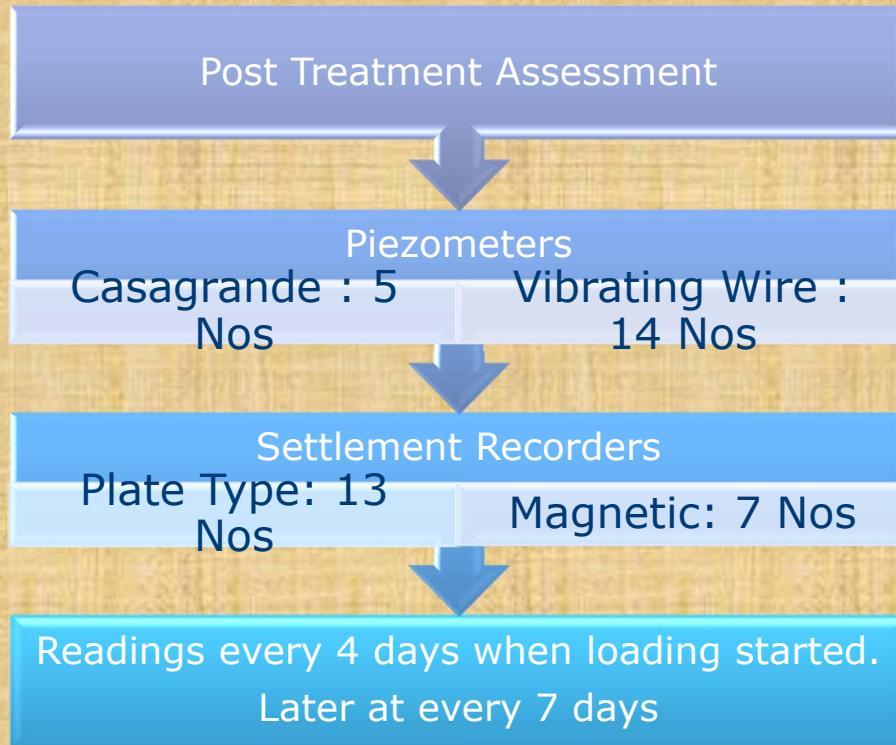 Post Treatment Assessment
Piezometers
Casagrande : 5
Nos
Vibrating Wire :
14 Nos
Settlement Recorders
Plate Type: 13
Nos
Magnetic: 7 Nos
Readings every 4 days when loading started.
Later at every 7 days